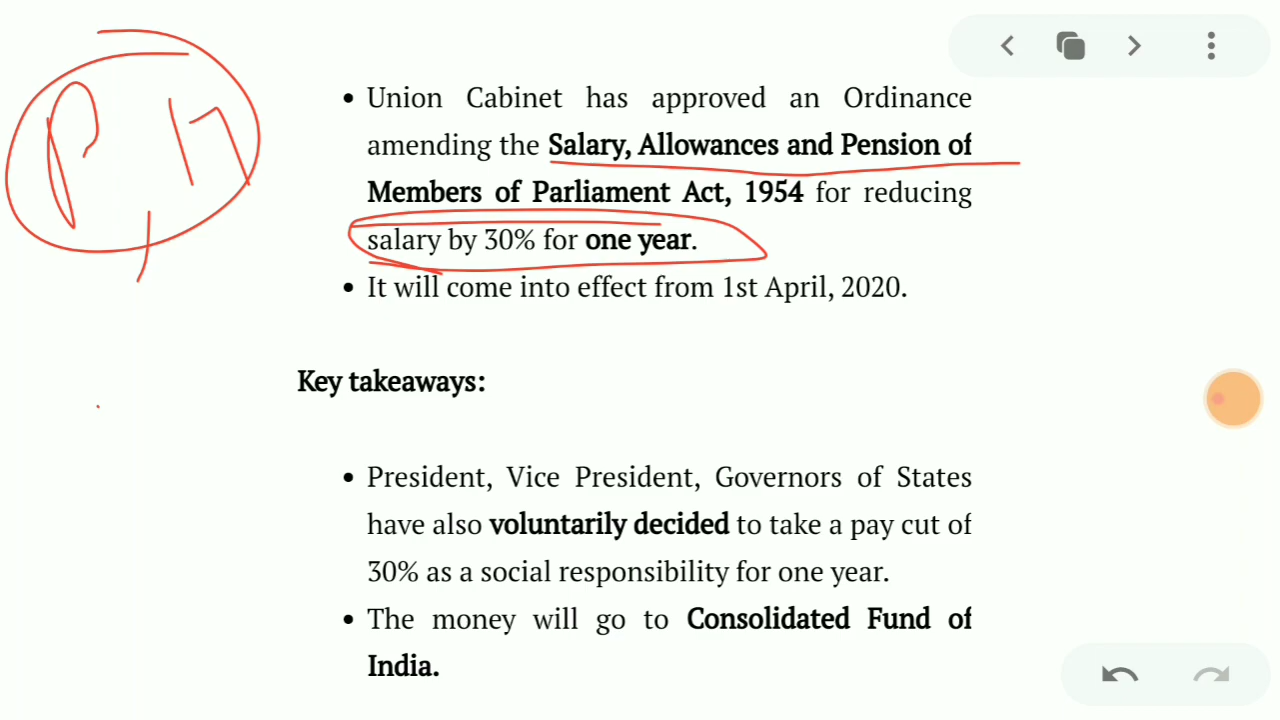 P M
• Union Cabinet has approved an Ordinance
amending the Salary, Allowances and Pension of
Members of Parliament Act, 1954 for reducing
salary by 30% for one year.
• It will come into effect from 1st April, 2020.
Key takeaways:
• President, Vice President, Governors of States
have also voluntarily decided to take a pay cut of
30% as a social responsibility for one year.
• The money will go to Consolidated Fund of
India.